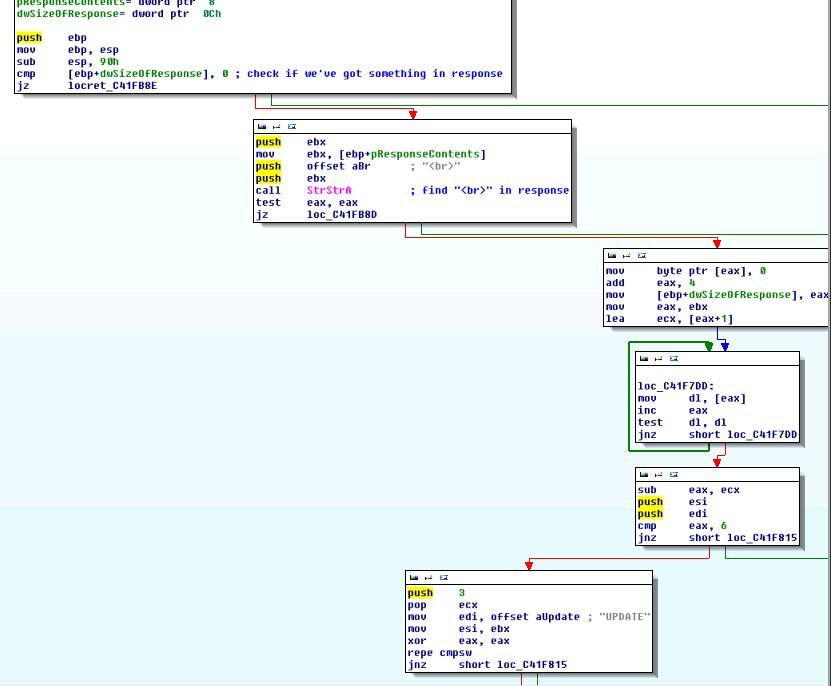 pResponseContents= dword ptr  8
dwSizeOfResponse= dword ptr  0Ch
push    ebp
mov     ebp, esp
sub     esp, 90h
cmp     [ebp+dwSizeOfResponse], 0 ; check if we've got something in response
jz      locret_C41FB8E
push    ebx
mov     ebx, [ebp+pResponseContents]
push    offset aBr      ; "<br>"
push    ebx
call    StrStrA         ; find "<br>" in response
test    eax, eax
jz      loc_C41FB8D
mov     byte ptr [eax], 0
add     eax, 4
mov     [ebp+dwSizeOfResponse], eax
mov     eax, ebx
lea     ecx, [eax+1]
loc_C41F7DD:
mov     dl, [eax]
inc     eax
test    dl, dl
jnz     short loc_C41F7DD
sub     eax, ecx
push    esi
push    edi
cmp     eax, 6
jnz     short loc_C41F815
push    3
pop     ecx
mov     edi, offset aUpdate ; "UPDATE"
mov     esi, ebx
xor     eax, eax
repe cmpsw
jnz     short loc_C41F815